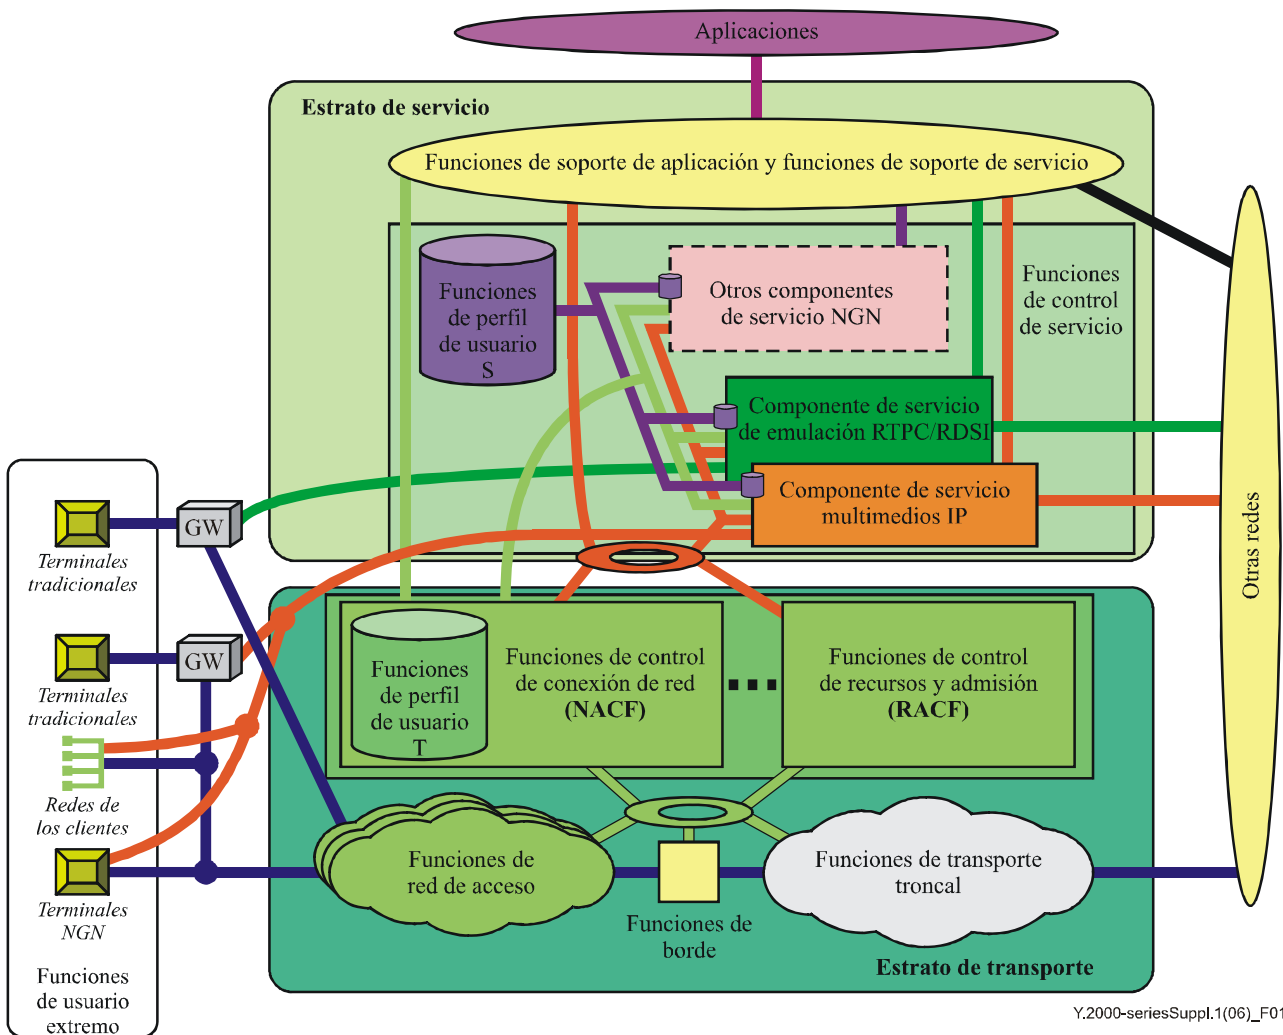 Aplicaciones
Estrato de servicio
Funciones de soporte de aplicación y funciones de soporte de servicio
Funciones
de perfil
de usuario
S
Otros componentes
de servicio NGN
Funciones
de control
de servicio
Componente de servicio
de emulación RTPC/RDSI
Componente de servicio
multimedios IP
Otras redes
GW
Terminales
tradicionales
GW
Terminales
tradicionales
Redes de
los clientes
Terminales
NGN
Funciones
de usuario
extremo
Funciones
de perfil
de usuario
T
Funciones de control
de conexión de red
(NACF)
Funciones de control
de recursos y admisión
(RACF)
Funciones de
red de acceso
Funciones de
borde
Funciones de transporte
troncal
Estrato de transporte
Y.2000-seriesSuppl.1(06)_F01